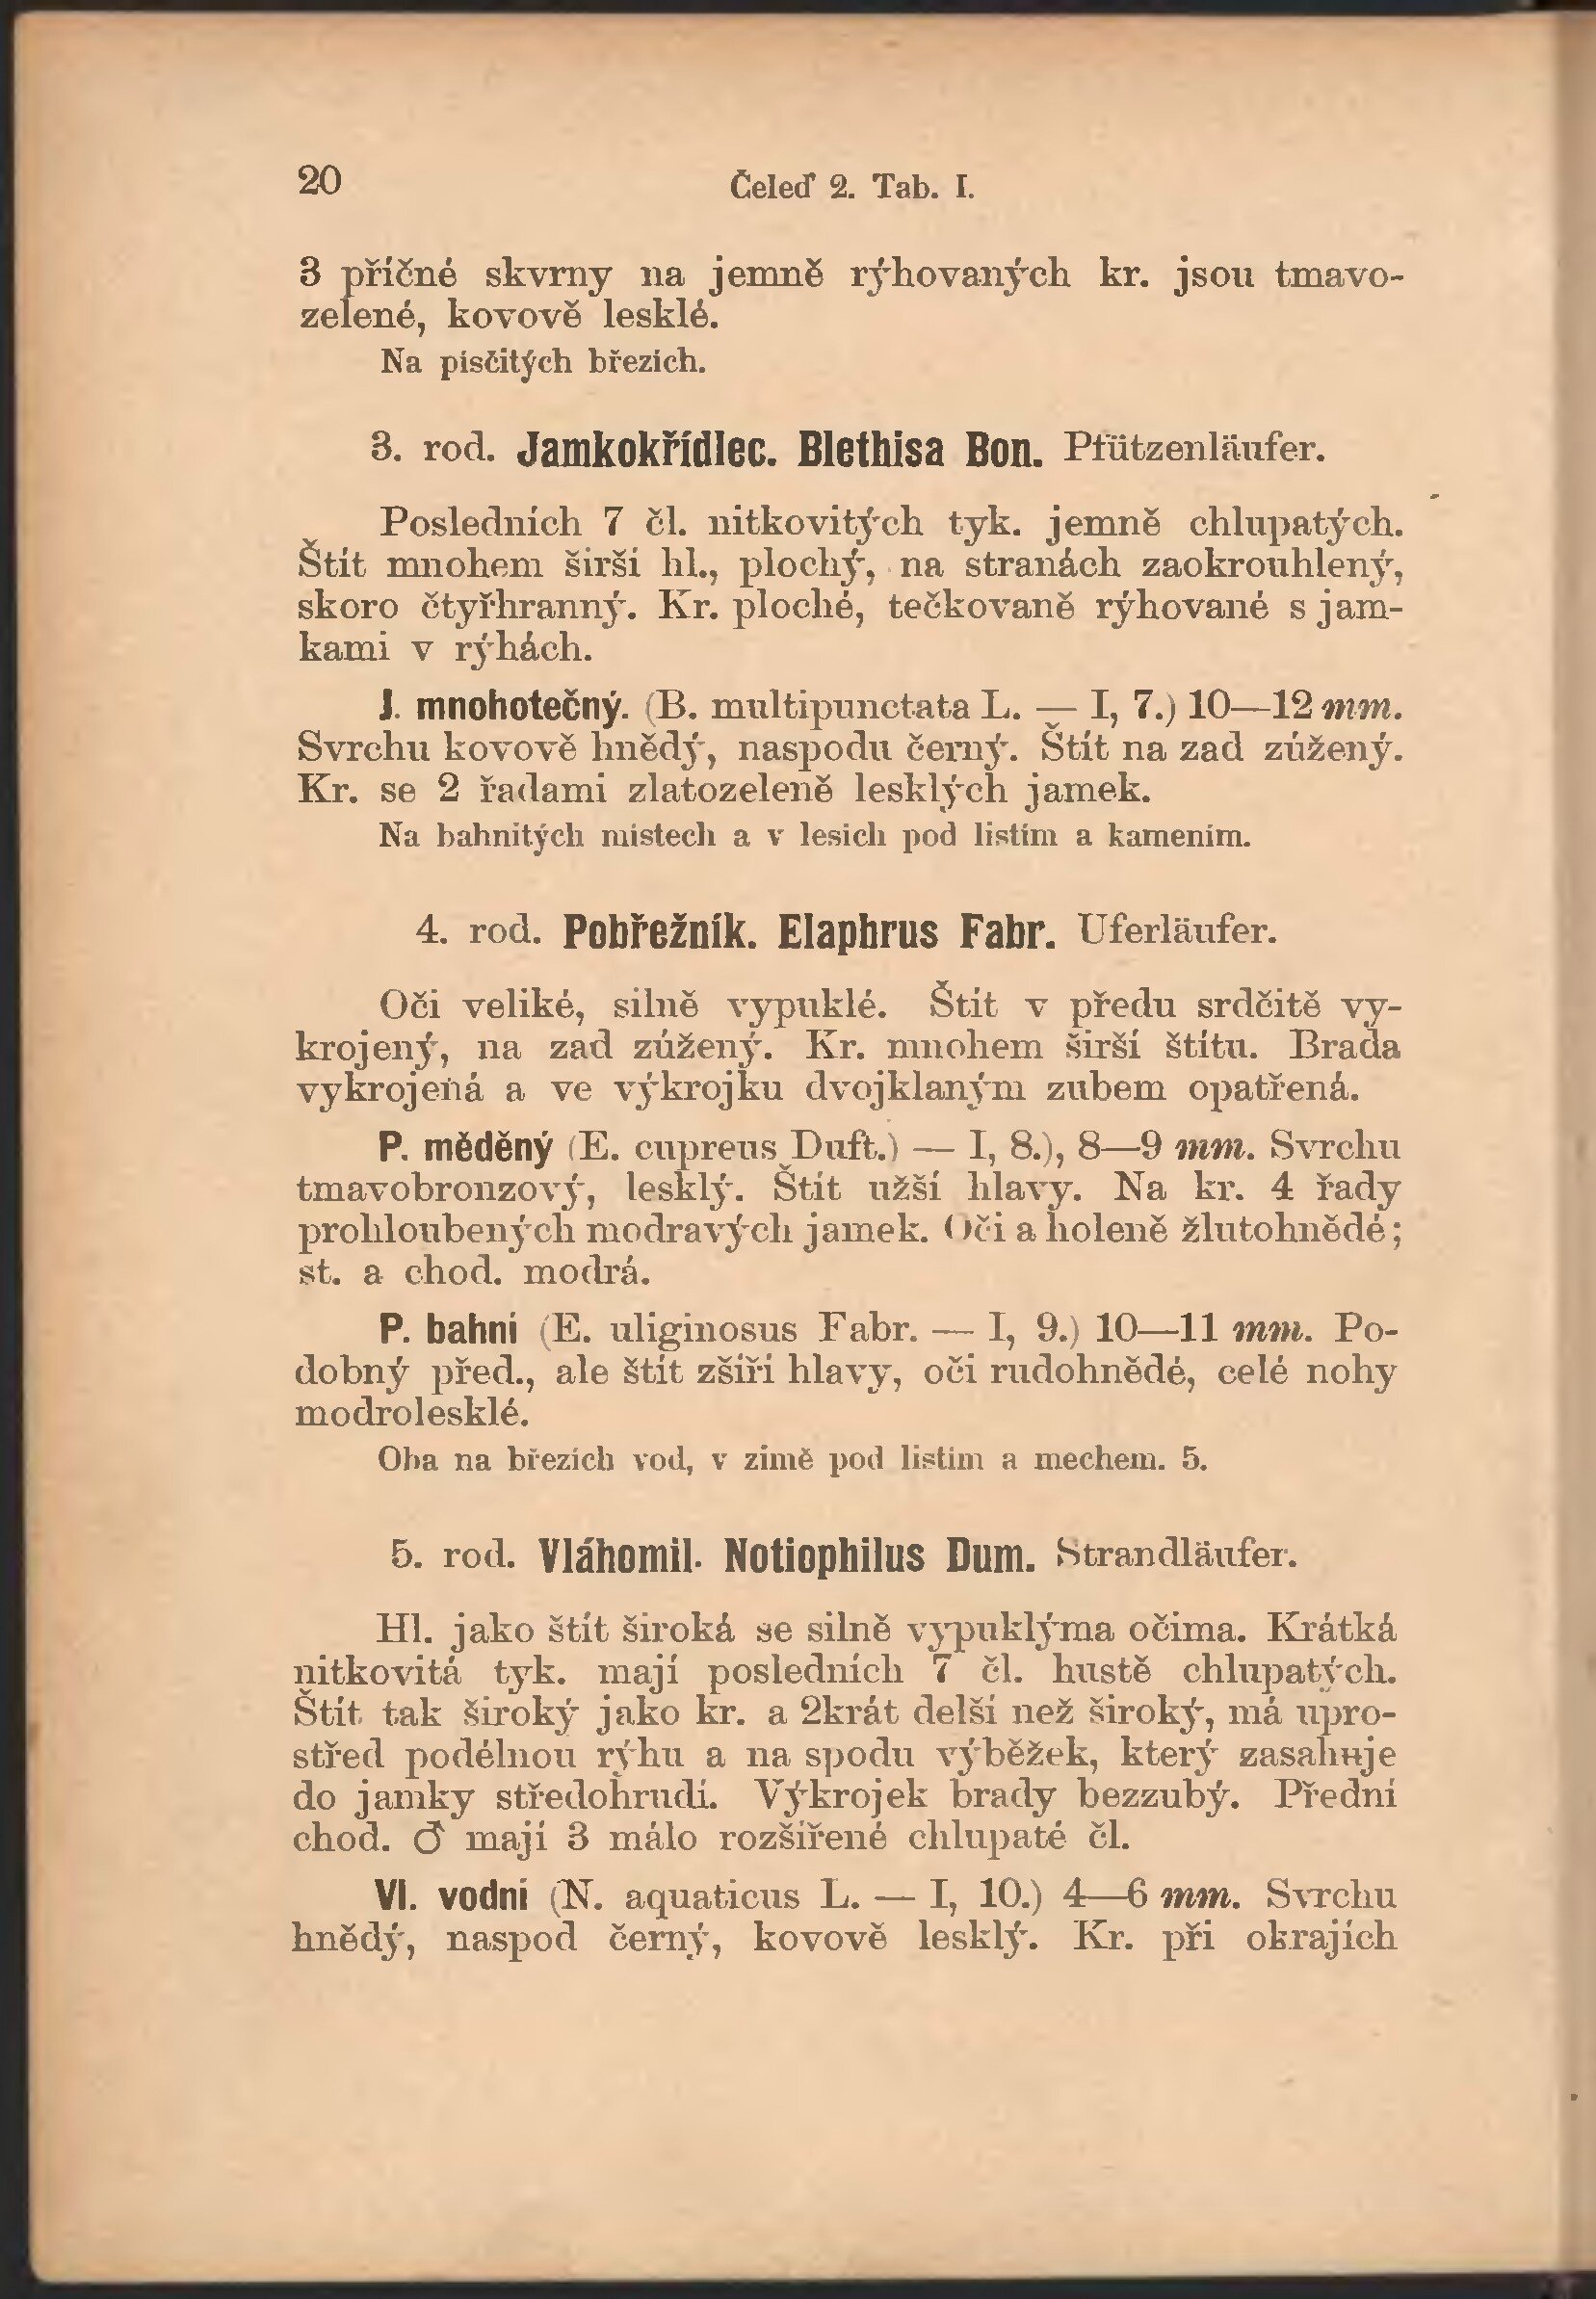 20
Čeleď 2. Tab. I.
3 příčné skvrny na jemně rýhovaných kr. jsou tmavo-
zelené, kovově lesklé.
Na písčitých březích.
3. rod. Jamkokřídlec. Blethisa Bon. Pfützenläufer.
Posledních 7 čl. nitkovitých tyk. jemně chlupatých.
Štít mnohem širší hl., plochý, na stranách zaokrouhlený,
skoro čtyřhranný. Kr. ploché, tečkovaně rýhované s jam-
kami v rýhách.
J. mnohotečný. (B. multipunctata L. — I, 7.) 10—12 mm.
Svrchu kovově hnědý, naspodu černý. Štít na zad zúžený.
Kr. se 2 řadami zlatozeleně lesklých jamek.
Na bahnitých místech a v lesích pod listím a kamením.
4. rod. Pobřežník. Elaphrus Fabr. Uferläufer.
Oči veliké, silně vypuklé. Štít v předu srdčitě vy-
krojený, na zad zúžený. Kr. mnohem širší štítu. Brada
vykrojená a ve výkrojku dvojklaným zubem opatřená.
P. měděný (E. cupreus Duft.) — I, 8.), 8—9 mm. Svrchu
tmavobronzový, lesklý. Štít užší hlavy. Na kr. 4 řady
prohloubených modravých jamek. Oči a holeně žlutohnědé;
st. a chod. modrá.
P. bahní (E. uliginosus Fabr. — I, 9.) 10—11 mm. Po-
dobný před., ale štít zšíří hlavy, oči rudohnědé, celé nohy
modrolesklé.
Oba na březích vod, v zimě pod listím a mechem. 5.
5. rod. Vláhomil. Notiophilus Dum. Strandläufer.
Hl. jako štít široká se silně vypuklýma očima. Krátká
nitkovitá tyk. mají posledních 7 čl. hustě chlupatých.
Štít tak široký jako kr. a 2krát delší než široký, má upro-
střed podélnou rýhu a na spodu výběžek, který zasahuje
do jamky středohrudí. Výkrojek brady bezzubý. Přední
chod. ♂ mají 3 málo rozšířené chlupaté čl.
Vl. vodní (N. aquaticus L. — I, 10.) 4—6 mm. Svrchu
hnědý, naspod černý, kovově lesklý. Kr. při okrajích